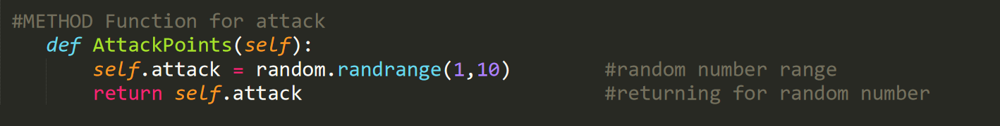 #METHOD Function for attack
def AttackPoints(self):
self.attack = random.randrange(1,10) #random number range
return self.attack #returning for random number